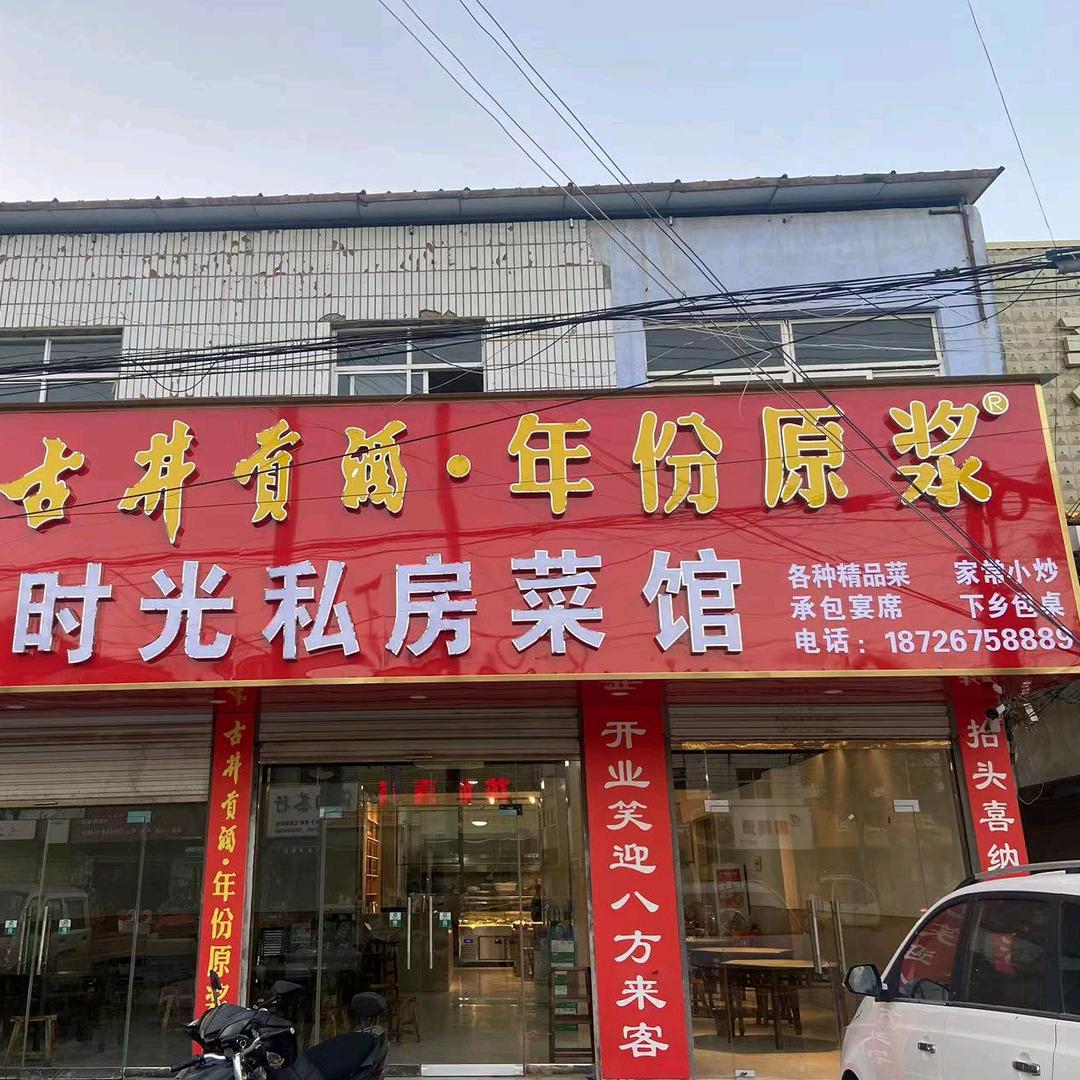 古井贡酒·年份原浆®
时光私房菜馆
各种精品菜 家常小炒
承包宴席 下乡包桌
电话：18726758889
古井贡酒·年份原浆
开业笑迎八方来客
抬头喜纳
茶行